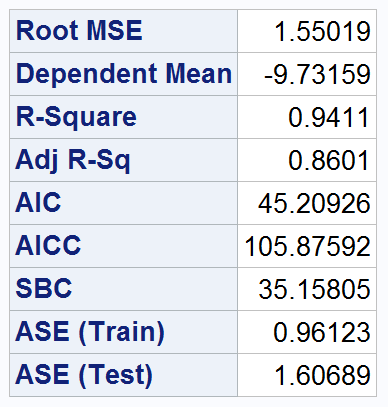 Root MSE 1.55019
Dependent Mean -9.73159
R-Square 0.9411
Adj R-Sq 0.8601
AIC 45.20926
AICC 105.87592
SBC 35.15805
ASE (Train) 0.96123
ASE (Test) 1.60689